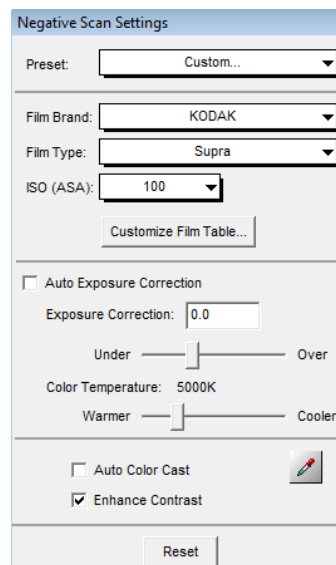 Negative Scan Settings
Preset: Custom...
Film Brand: KODAK
Film Type: Supra
ISO (ASA): 100
Customize Film Table...
Auto Exposure Correction
Exposure Correction: 0.0
Under Over
Color Temperature: 5000K
Warmer Cooler
Auto Color Cast
Enhance Contrast
Reset